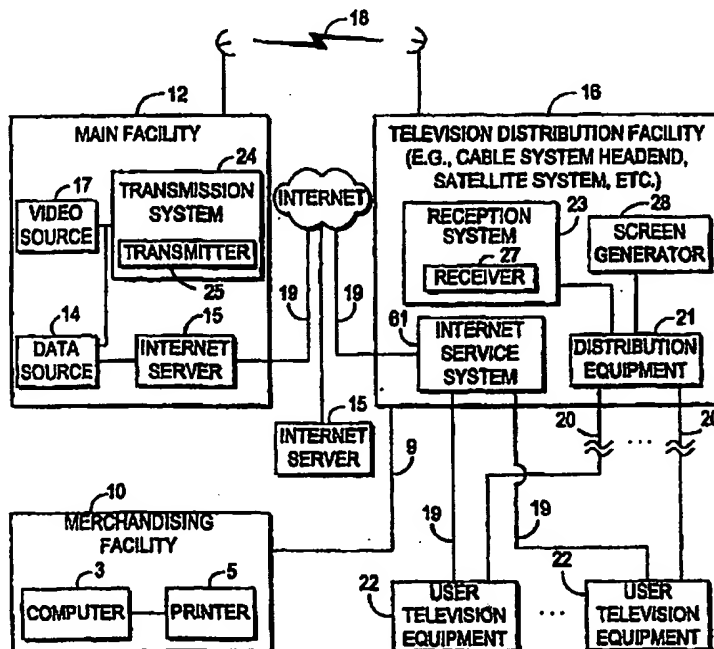 18
12
MAIN FACILITY
24
17
VIDEO
SOURCE
TRANSMISSION
SYSTEM
TRANSMITTER
25
14
DATA
SOURCE
15
INTERNET
SERVER
INTERNET
19
19
15
INTERNET
SERVER
16
TELEVISION DISTRIBUTION FACILITY
(E.G., CABLE SYSTEM HEADEND,
SATELLITE SYSTEM, ETC.)
RECEPTION
SYSTEM
23
27
RECEIVER
28
SCREEN
GENERATOR
61
INTERNET
SERVICE
SYSTEM
21
DISTRIBUTION
EQUIPMENT
20
...
20
9
19
19
10
MERCHANDISING
FACILITY
3
COMPUTER
5
PRINTER
22
USER
TELEVISION
EQUIPMENT
...
22
USER
TELEVISION
EQUIPMENT